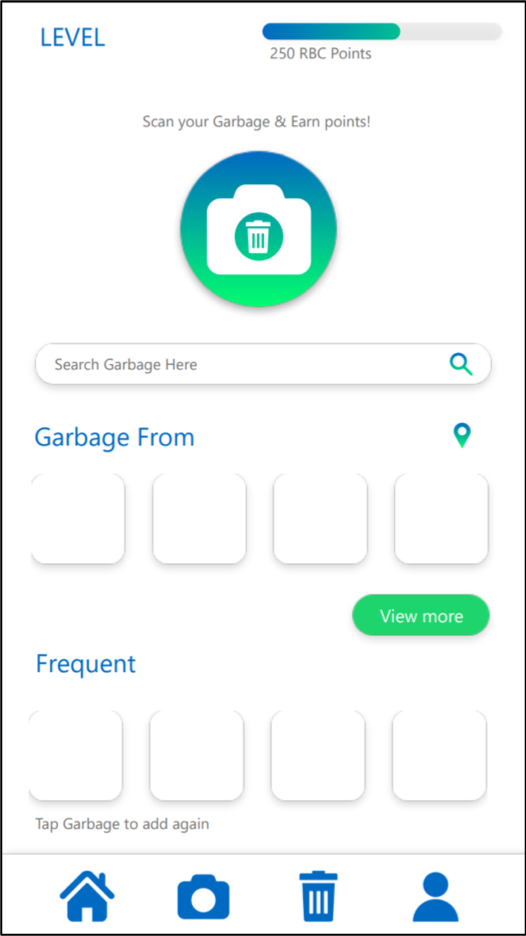 LEVEL
250 RBC Points
Scan your Garbage & Earn points!
Search Garbage Here
Garbage From
View more
Frequent
Tap Garbage to add again